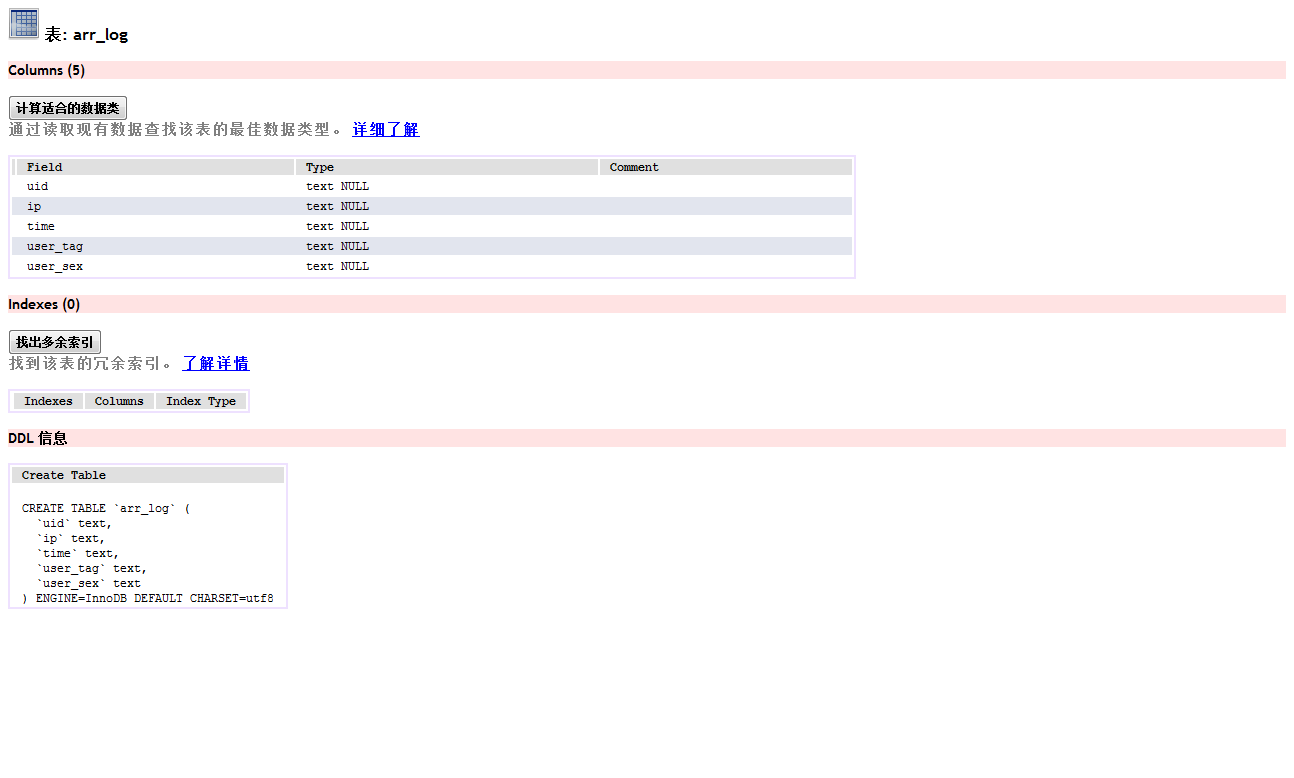 表: arr_log
Columns (5)
计算适合的数据类
通过读取现有数据查找该表的最佳数据类型。 详细了解
Field Type Comment
uid text NULL
ip text NULL
time text NULL
user_tag text NULL
user_sex text NULL
Indexes (0)
找出多余索引
找到该表的冗余索引。 了解详情
Indexes Columns Index Type
DDL 信息
Create Table
CREATE TABLE `arr_log` (
`uid` text,
`ip` text,
`time` text,
`user_tag` text,
`user_sex` text
) ENGINE=InnoDB DEFAULT CHARSET=utf8